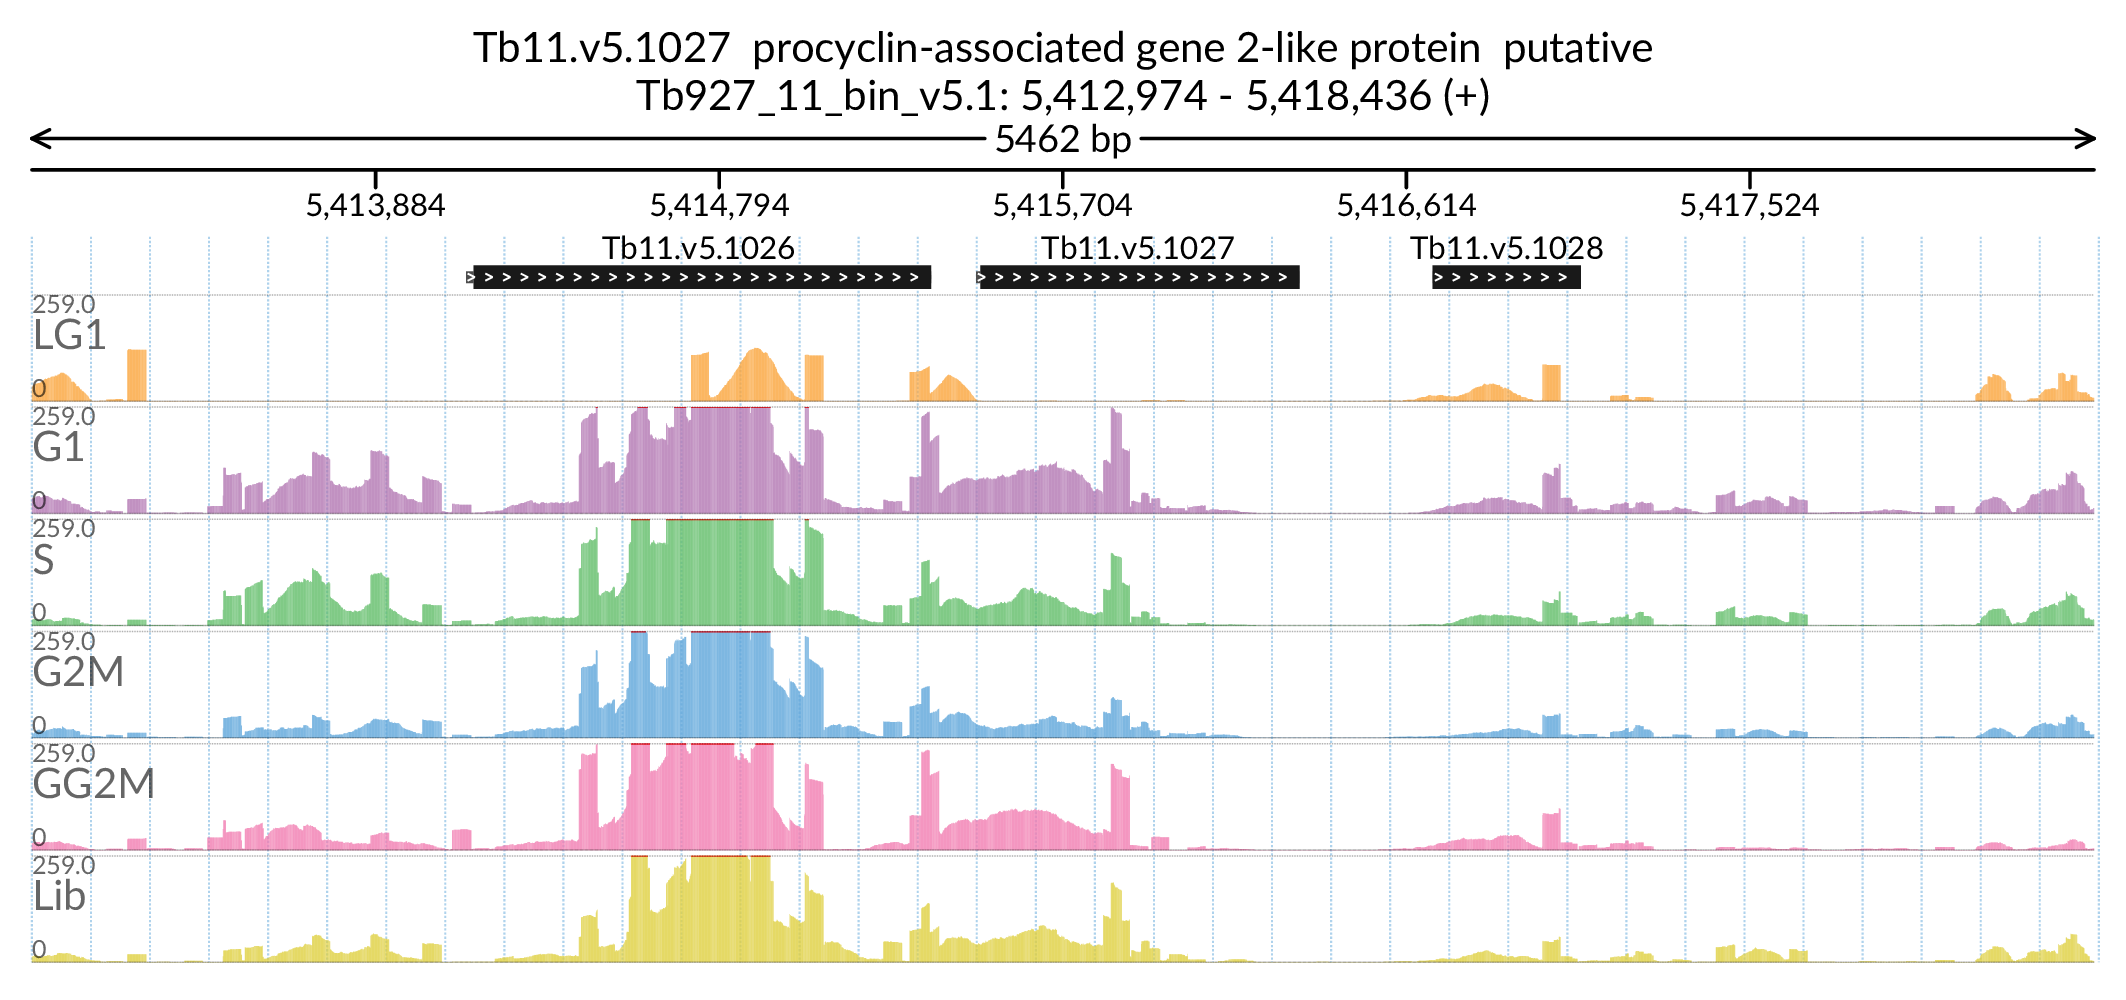 Tb11.v5.1027 procyclin-associated gene 2-like protein putative
Tb927_11_bin_v5.1: 5,412,974 - 5,418,436 (+)
5462 bp
5,413,884 5,414,794 5,415,704 5,416,614 5,417,524
Tb11.v5.1026 Tb11.v5.1027 Tb11.v5.1028
259.0
LG1
0
259.0
G1
0
259.0
S
0
259.0
G2M
0
259.0
GG2M
0
259.0
Lib
0